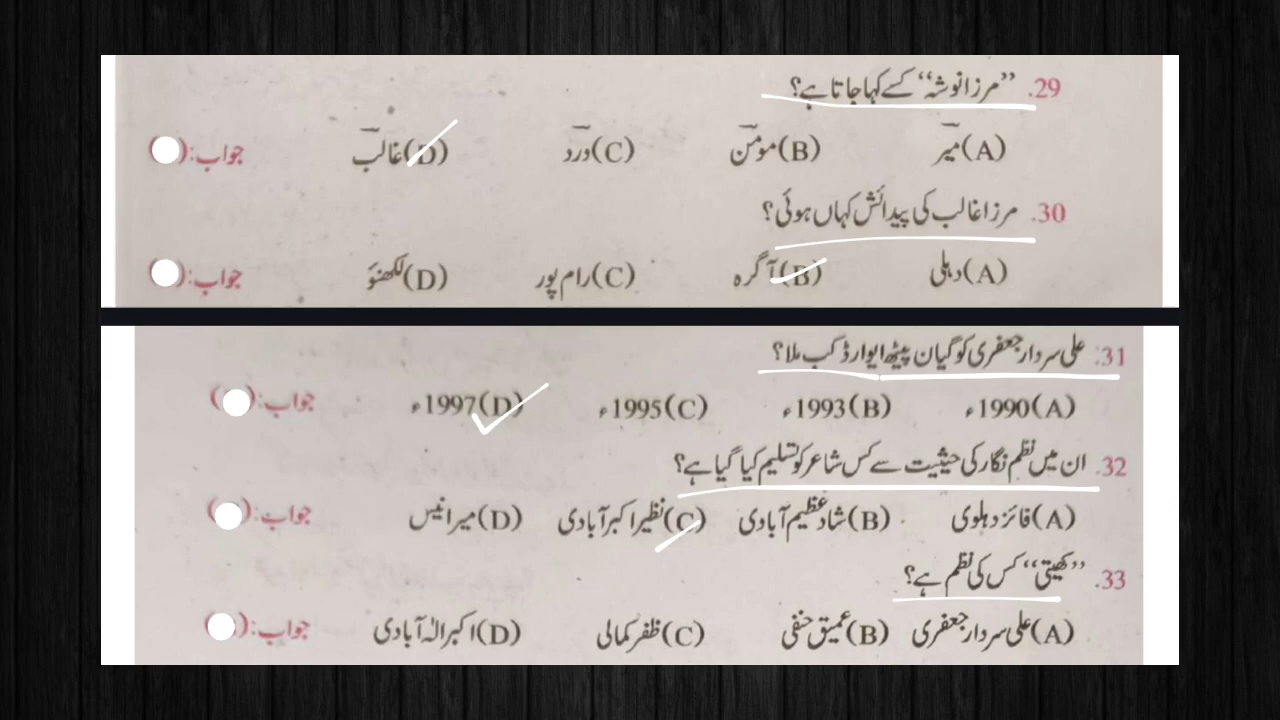 29. ”مرزا نوشہ“ کسے کہا جاتا ہے؟
(A) میر (B) مومن (C) درد (D) غالب جواب: ( )
30. مرزا غالب کی پیدائش کہاں ہوئی؟
(A) دہلی (B) آگرہ (C) رام پور (D) لکھنؤ جواب: ( )
31. علی سردار جعفری کو گیان پیٹھ ایوارڈ کب ملا؟
(A) 1990ء (B) 1993ء (C) 1995ء (D) 1997ء جواب: ( )
32. ان میں نظم نگار کی حیثیت سے کس شاعر کو تسلیم کیا گیا ہے؟
(A) فائز دہلوی (B) شاد عظیم آبادی (C) نظیر اکبر آبادی (D) میر انیس جواب: ( )
33. ”کھیتی“ کس کی نظم ہے؟
(A) علی سردار جعفری (B) عمیق حنفی (C) ظفر کمالی (D) اکبر الہ آبادی جواب: ( )